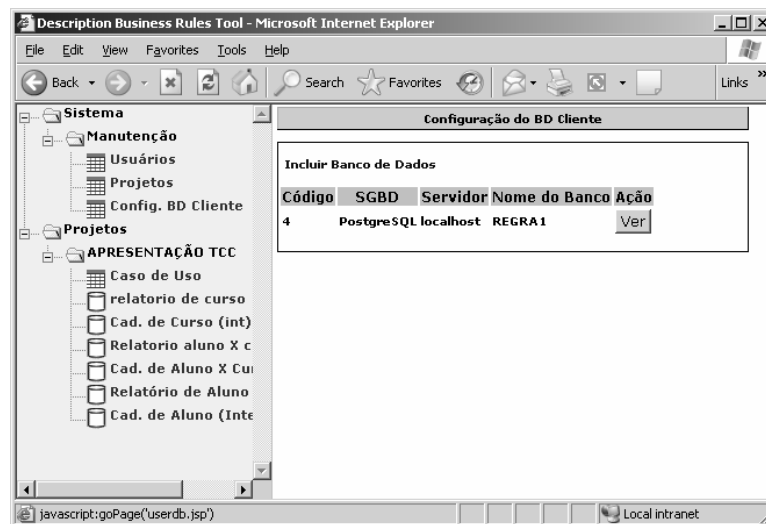 Description Business Rules Tool - Microsoft Internet Explorer
File Edit View Favorites Tools Help
Back Search Favorites Links »
Sistema
Manutenção
Usuários
Projetos
Config. BD Cliente
Projetos
APRESENTAÇÃO TCC
Caso de Uso
relatorio de curso
Cad. de Curso (int)
Relatorio aluno X c
Cad. de Aluno X Cu
Relatório de Aluno
Cad. de Aluno (Inte
Configuração do BD Cliente
Incluir Banco de Dados
Código SGBD Servidor Nome do Banco Ação
4 PostgreSQL localhost REGRA1 Ver
javascript:goPage('userdb.jsp') Local intranet